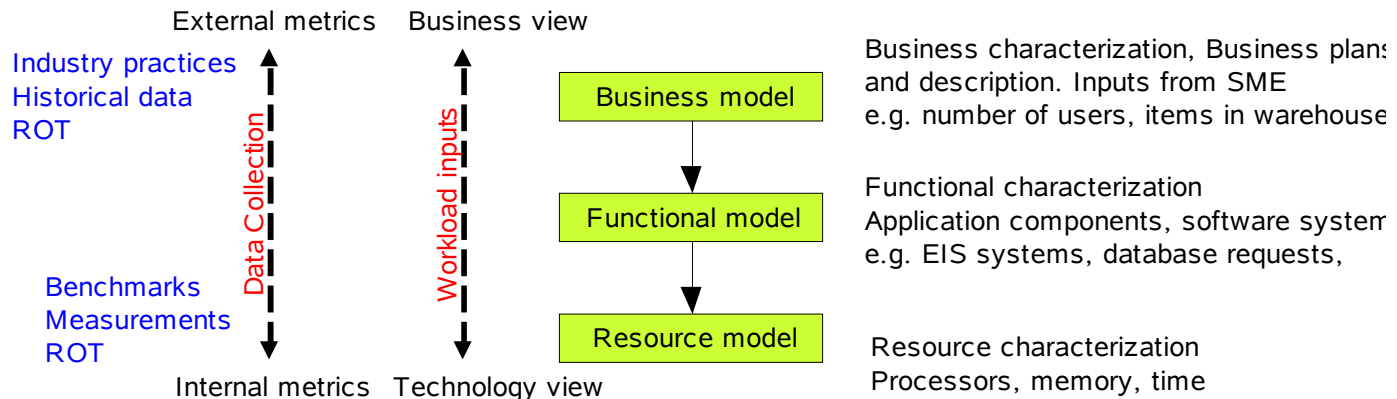 External metrics
Business view
Industry practices
Historical data
ROT
Data Collection
Workload inputs
Benchmarks
Measurements
ROT
Internal metrics
Technology view
Business model
Functional model
Resource model
Business characterization, Business plans
and description. Inputs from SME
e.g. number of users, items in warehouse
Functional characterization
Application components, software system
e.g. EIS systems, database requests,
Resource characterization
Processors, memory, time